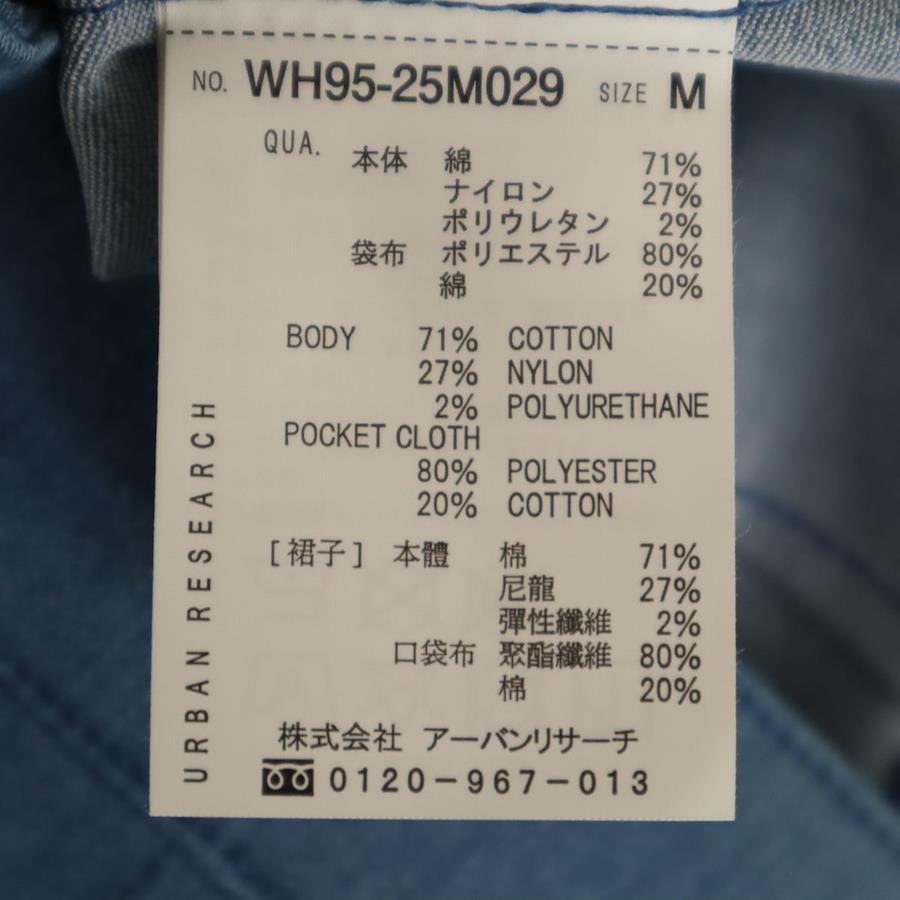 NO. WH95-25M029 SIZE M
QUA. 本体 綿 71%
ナイロン 27%
ポリウレタン 2%
袋布 ポリエステル 80%
綿 20%
BODY 71% COTTON
27% NYLON
2% POLYURETHANE
POCKET CLOTH
80% POLYESTER
20% COTTON
[裙子] 本體 棉 71%
尼龍 27%
彈性纖維 2%
口袋布 聚酯纖維 80%
棉 20%
URBAN RESEARCH
株式会社 アーバンリサーチ
0120-967-013